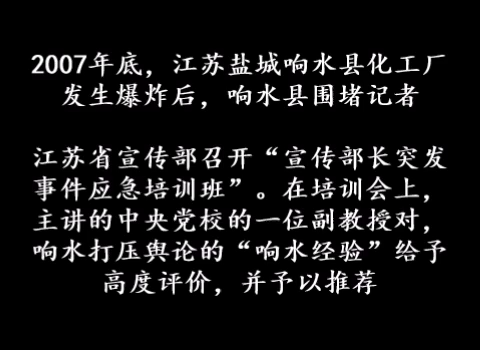 2007年底，江苏盐城响水县化工厂
发生爆炸后，响水县围堵记者
江苏省宣传部召开“宣传部长突发
事件应急培训班”。在培训会上，
主讲的中央党校的一位副教授对，
响水打压舆论的“响水经验”给予
高度评价，并予以推荐